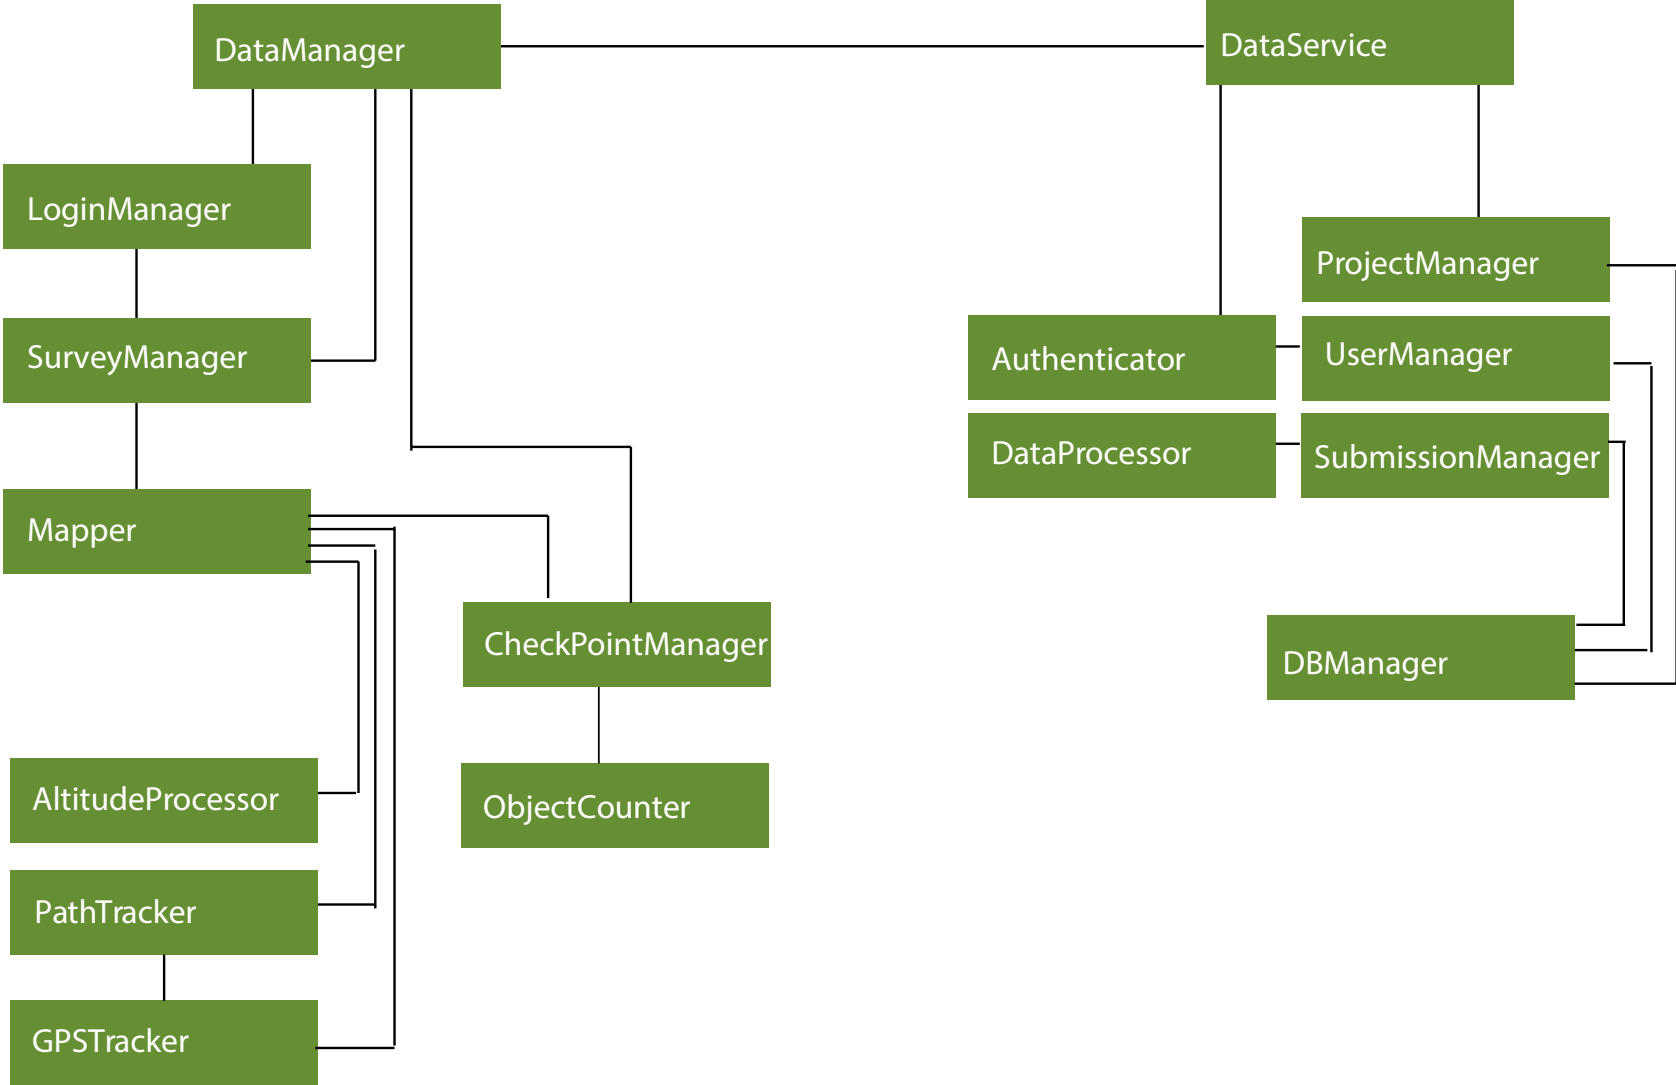 DataManager
DataService
LoginManager
ProjectManager
SurveyManager
Authenticator
UserManager
DataProcessor
SubmissionManager
Mapper
CheckPointManager
DBManager
AltitudeProcessor
ObjectCounter
PathTracker
GPSTracker